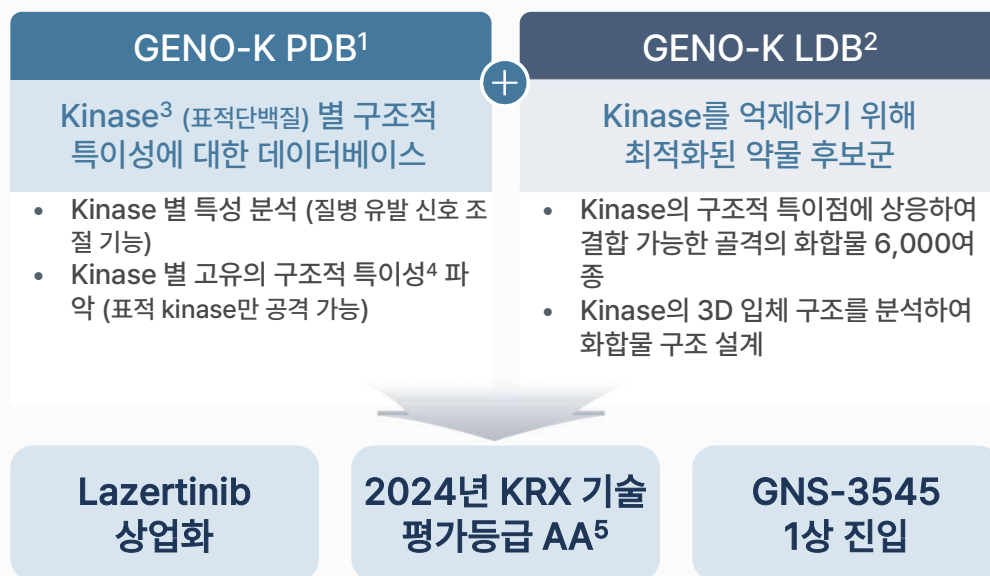 GENO-K PDB¹
Kinase³ (표적단백질) 별 구조적
특이성에 대한 데이터베이스
• Kinase 별 특성 분석 (질병 유발 신호 조
절 기능)
• Kinase 별 고유의 구조적 특이성⁴ 파
악 (표적 kinase만 공격 가능)
+
GENO-K LDB²
Kinase를 억제하기 위해
최적화된 약물 후보군
• Kinase의 구조적 특이점에 상응하여
결합 가능한 골격의 화합물 6,000여
종
• Kinase의 3D 입체 구조를 분석하여
화합물 구조 설계
Lazertinib
상업화
2024년 KRX 기술
평가등급 AA⁵
GNS-3545
1상 진입